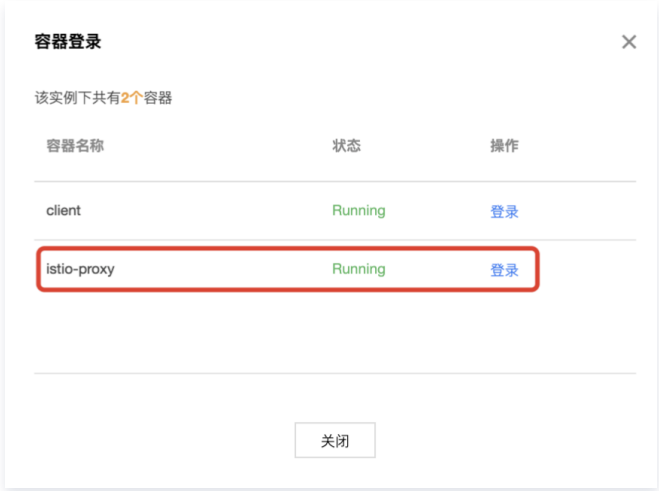 容器登录
该实例下共有2个容器
容器名称 状态 操作
client Running 登录
istio-proxy Running 登录
关闭